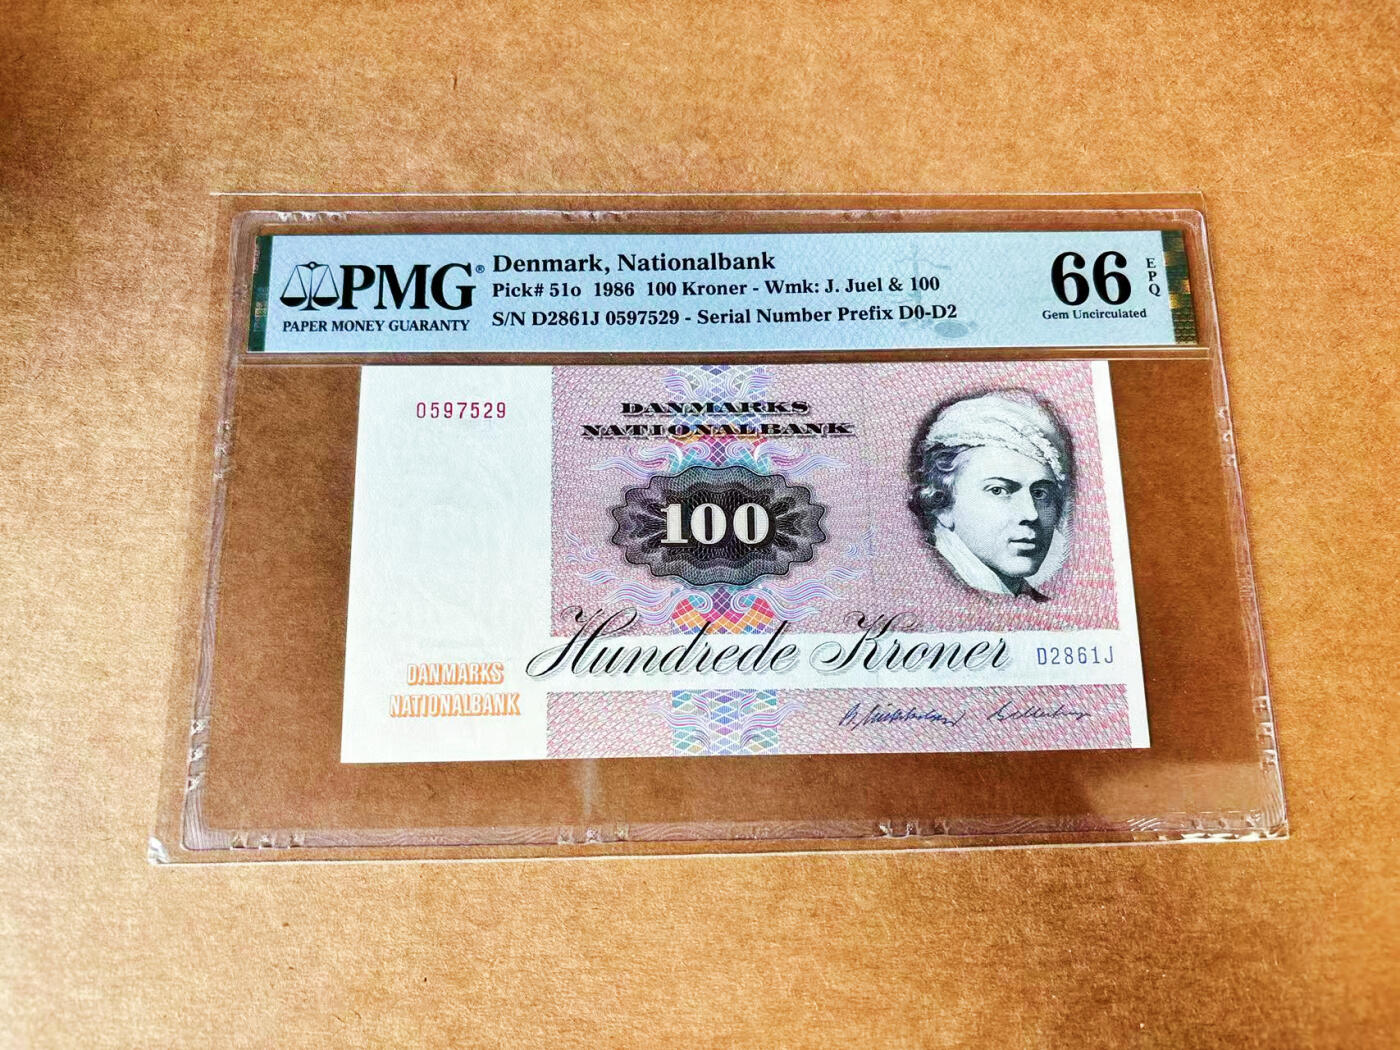 PMG®
PAPER MONEY GUARANTY
Denmark, Nationalbank
Pick# 51o 1986 100 Kroner - Wmk: J. Juel & 100
S/N D2861J 0597529 - Serial Number Prefix D0-D2
66
EPQ
Gem Uncirculated
0597529
DANMARKS
NATIONALBANK
100
Hundrede Kroner
D2861J
DANMARKS
NATIONALBANK